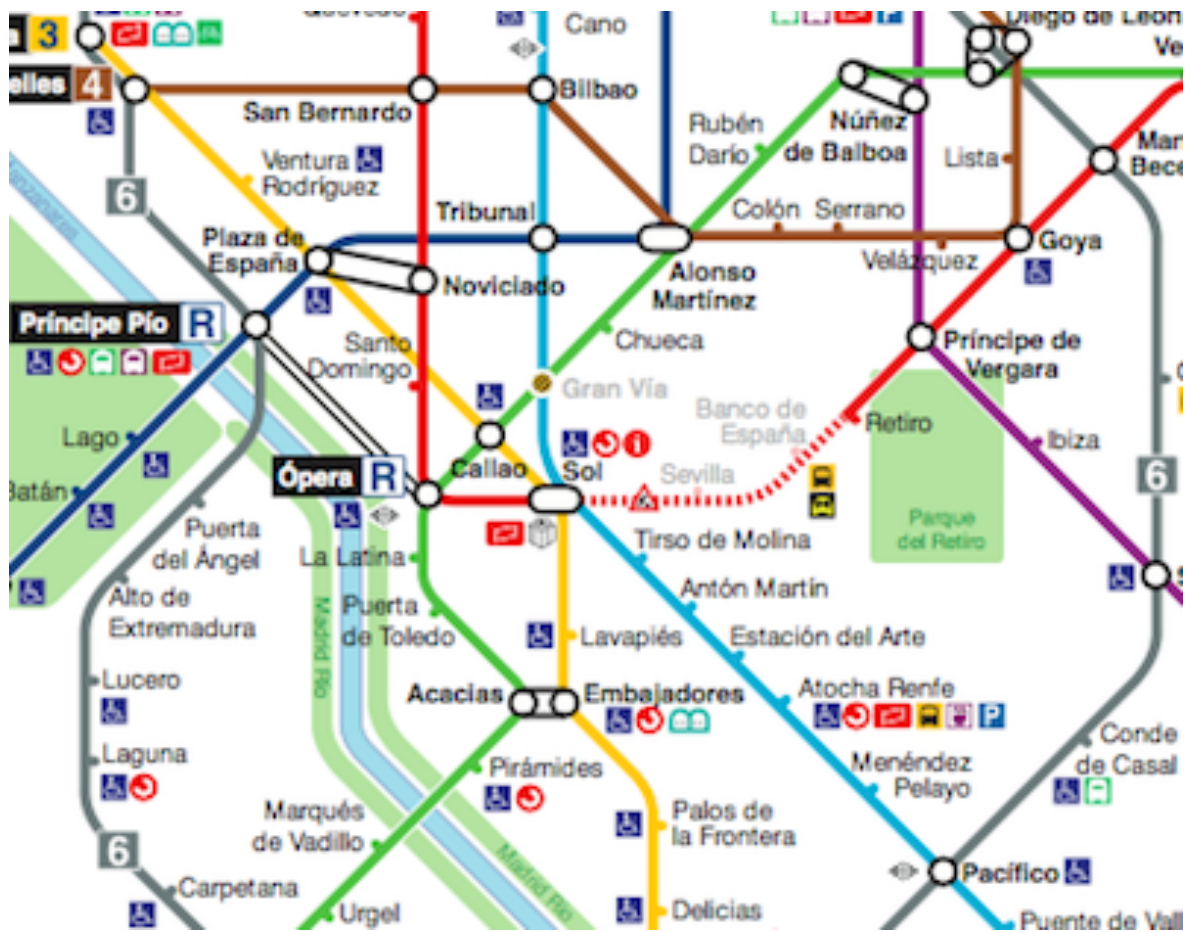 Cano
3
elles 4
San Bernardo
Bilbao
Diego de León
Rubén
Darío
Núñez
de Balboa
Lista
Ventura
Rodríguez
6
Tribunal
Colón Serrano
Plaza de
España
Velázquez
Goya
Noviciado
Alonso
Martínez
Príncipe Pío R
Chueca
Príncipe de
Vergara
Santo
Domingo
Gran Vía
Banco de
España
Retiro
Ibiza
Lago
Callao
Sol
Ópera R
Sevilla
6
Batán
Puerta
del Ángel
Tirso de Molina
Parque
del Retiro
La Latina
Alto de
Extremadura
Antón Martín
Puerta
de Toledo
Madrid Río
Lavapiés
Estación del Arte
Lucero
Acacias
Embajadores
Atocha Renfe
P
Laguna
Pirámides
Menéndez
Pelayo
Conde
de Casal
Marqués
de Vadillo
Palos de
la Frontera
6
Madrid Río
Carpetana
Pacífico
Urgel
Delicias
Puente de Vall